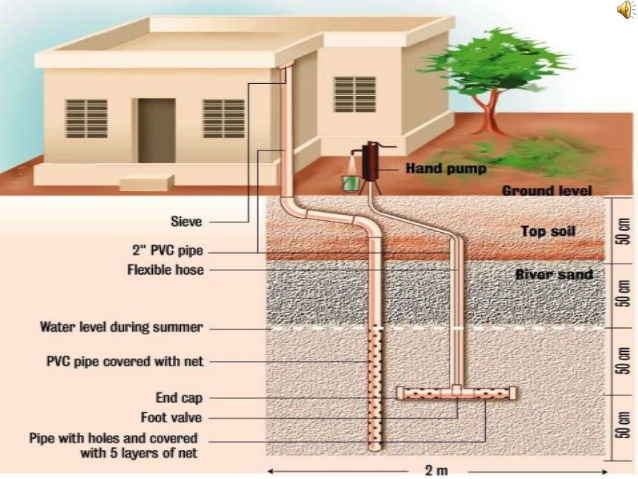 Hand pump
Ground level
Sieve
Top soil
50 cm
2" PVC pipe
Flexible hose
River sand
50 cm
Water level during summer
PVC pipe covered with net
50 cm
End cap
Foot valve
50 cm
Pipe with holes and covered
with 5 layers of net
2 m